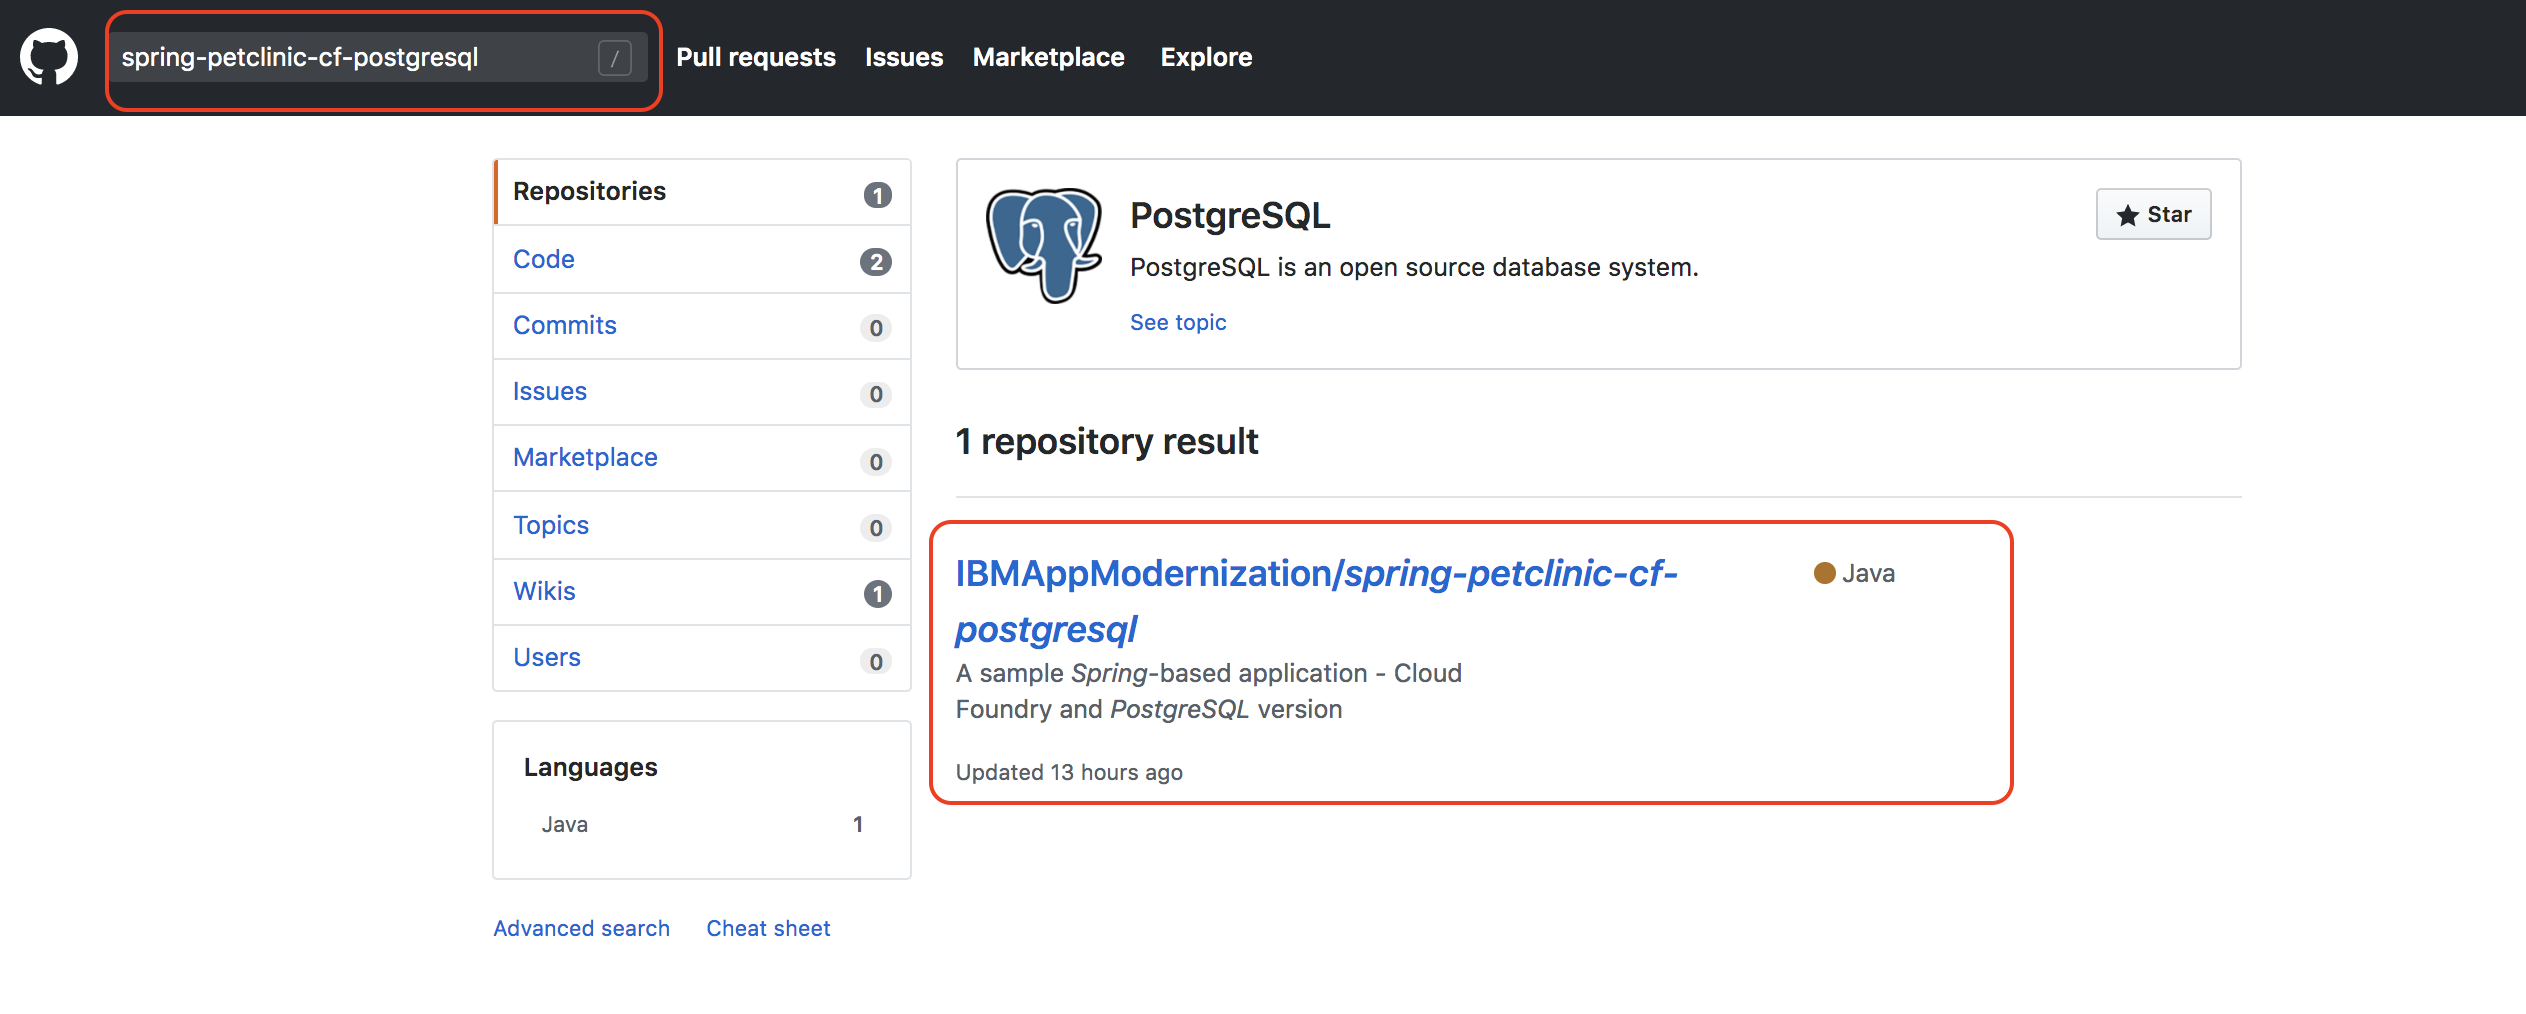 spring-petclinic-cf-postgresql / Pull requests Issues Marketplace Explore
Repositories 1
Code 2
Commits 0
Issues 0
Marketplace 0
Topics 0
Wikis 1
Users 0
Languages
Java 1
Advanced search Cheat sheet
PostgreSQL
Star
PostgreSQL is an open source database system.
See topic
1 repository result
IBMAppModernization/spring-petclinic-cf-
postgresql
Java
A sample Spring-based application - Cloud
Foundry and PostgreSQL version
Updated 13 hours ago